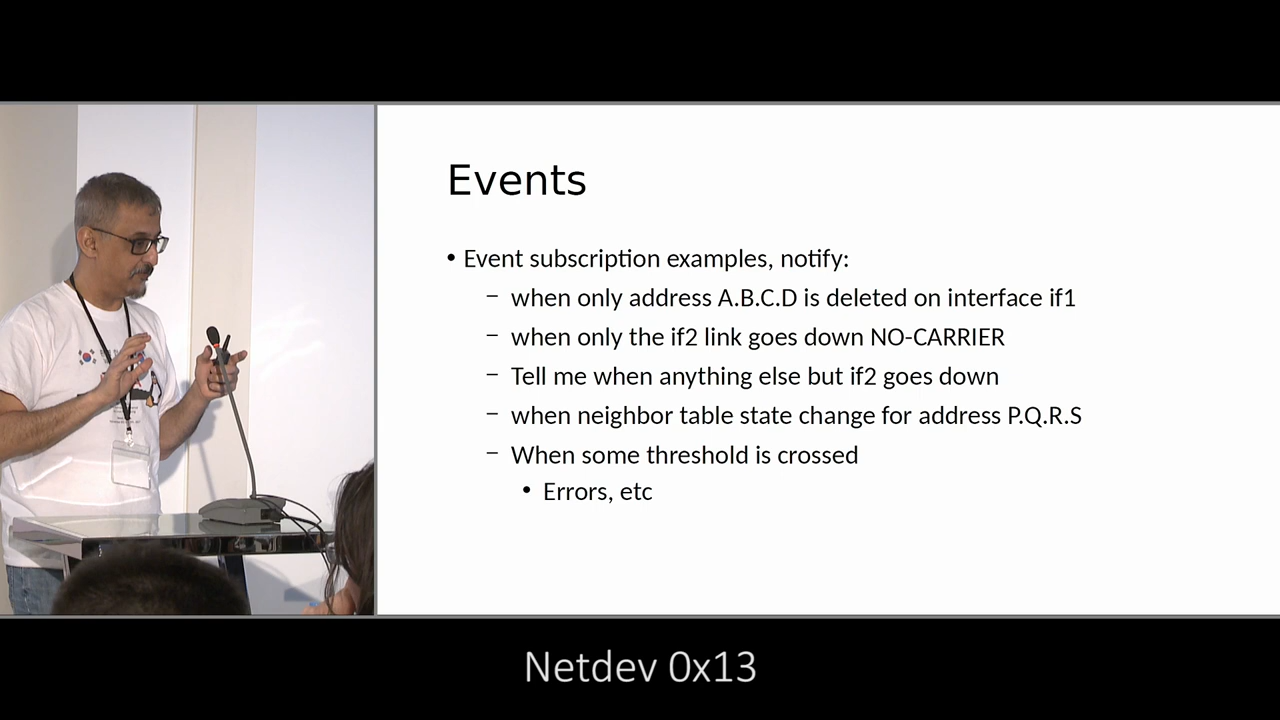 Events
• Event subscription examples, notify:
– when only address A.B.C.D is deleted on interface if1
– when only the if2 link goes down NO-CARRIER
– Tell me when anything else but if2 goes down
– when neighbor table state change for address P.Q.R.S
– When some threshold is crossed
• Errors, etc
Netdev 0x13